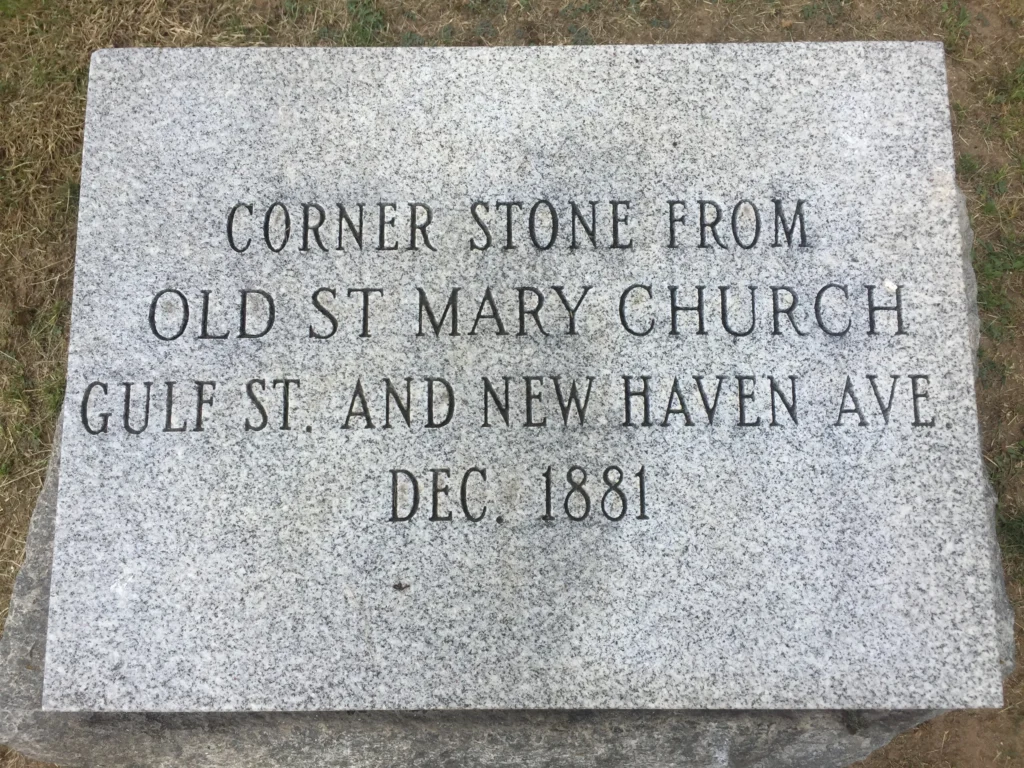 CORNER STONE FROM
OLD ST MARY CHURCH
GULF ST. AND NEW HAVEN AVE.
DEC. 1881